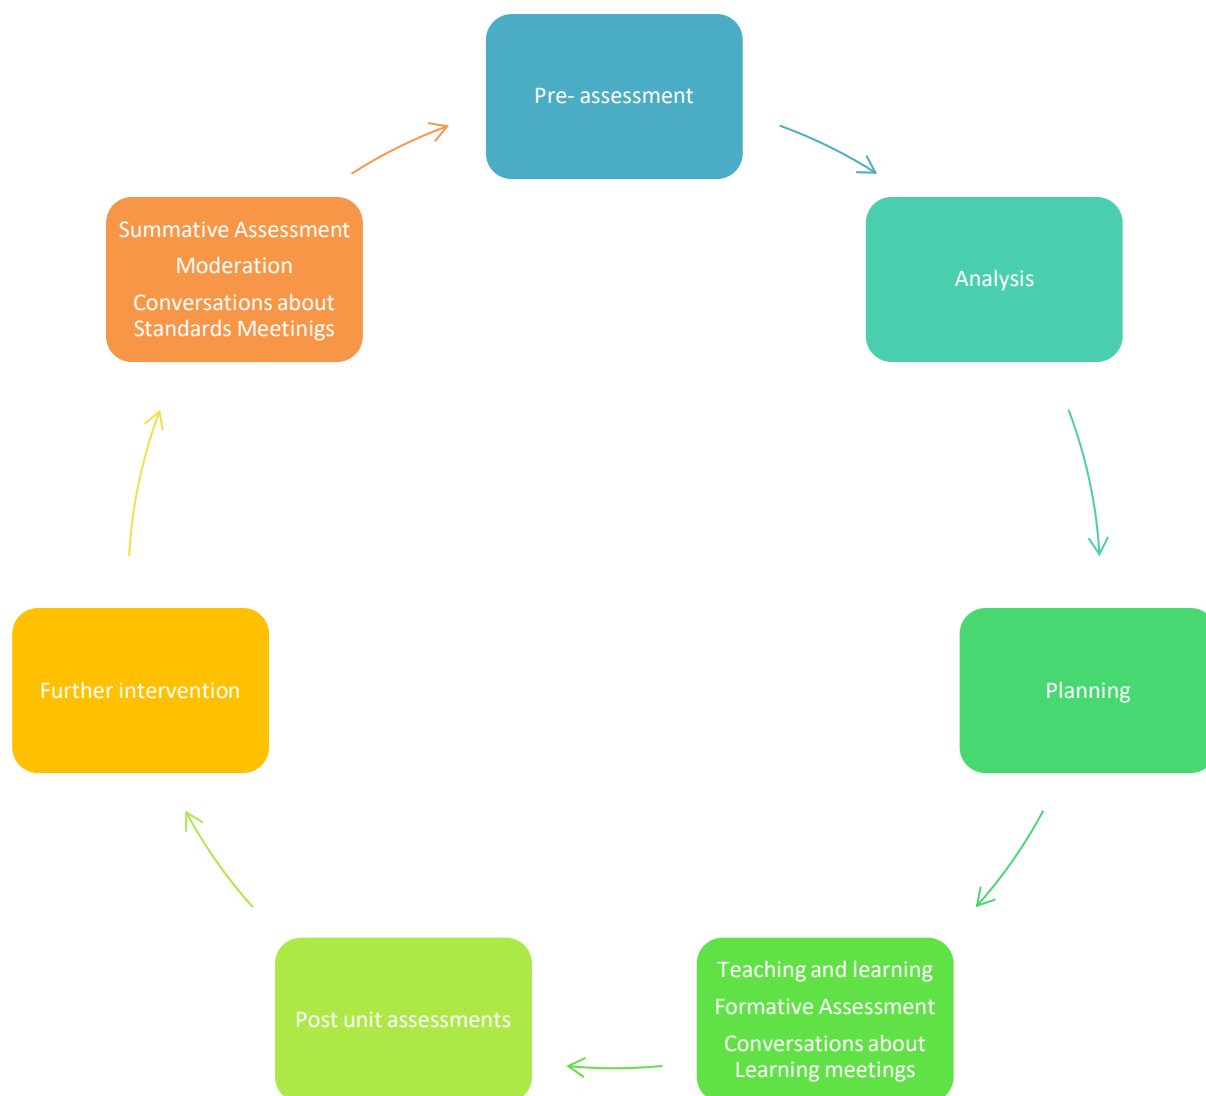 Pre- assessment
Analysis
Planning
Teaching and learning
Formative Assessment
Conversations about
Learning meetings
Post unit assessments
Further intervention
Summative Assessment
Moderation
Conversations about
Standards Meetinigs